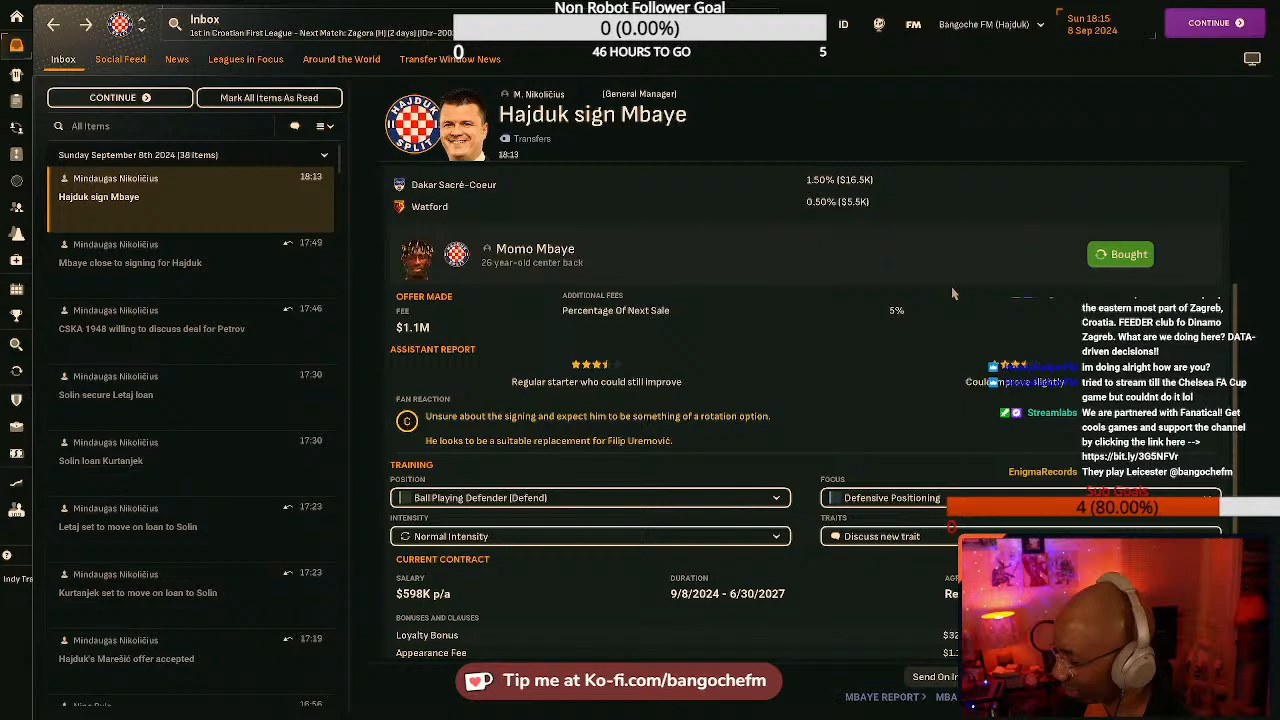 Non Robot Follower Goal
0 (0.00%)
0
46 HOURS TO GO
5
Inbox
1st in Croatian First League - Next Match: Zagora (H) (2 days)
ID
FM
Bangoche FM (Hajduk)
Sun 18:15
8 Sep 2024
CONTINUE
Inbox
Social Feed
News
Leagues in Focus
Around the World
Transfer Window News
CONTINUE
Mark All Items As Read
All Items
Sunday September 8th 2024 (38 Items)
Mindaugas Nikoličius
18:13
Hajduk sign Mbaye
Mindaugas Nikoličius
17:49
Mbaye close to signing for Hajduk
Mindaugas Nikoličius
17:46
CSKA 1948 willing to discuss deal for Petrov
Mindaugas Nikoličius
17:30
Solin secure Letaj loan
Mindaugas Nikoličius
17:30
Solin loan Kurtanjek
Mindaugas Nikoličius
17:23
Letaj set to move on loan to Solin
Mindaugas Nikoličius
17:23
Kurtanjek set to move on loan to Solin
Mindaugas Nikoličius
17:19
Hajduk's Marešić offer accepted
16:56
Indy Tra
M. Nikoličius
(General Manager)
Hajduk sign Mbaye
Transfers
18:13
HAJDUK
SPLIT
Dakar Sacré-Coeur
1.50% ($16.5K)
Watford
0.50% ($5.5K)
Momo Mbaye
26 year-old center back
Bought
OFFER MADE
FEE
$1.1M
ADDITIONAL FEES
Percentage Of Next Sale
5%
ASSISTANT REPORT
Regular starter who could still improve
FAN REACTION
C
Unsure about the signing and expect him to be something of a rotation option.
He looks to be a suitable replacement for Filip Uremović.
TRAINING
POSITION
Ball Playing Defender (Defend)
FOCUS
Defensive Positioning
INTENSITY
Normal Intensity
TRAITS
Discuss new trait
CURRENT CONTRACT
SALARY
$598K p/a
DURATION
9/8/2024 - 6/30/2027
Re
BONUSES AND CLAUSES
Loyalty Bonus
$32
Appearance Fee
Send On
MBAYE REPORT
MBA
the eastern most part of Zagreb,
Croatia. FEEDER club fo Dinamo
Zagreb. What are we doing here? DATA-
driven decisions!!
Im doing alright how are you?
tried to stream till the Chelsea FA Cup
game but couldnt do it lol
Streamlabs
We are partnered with Fanatical! Get
cools games and support the channel
by clicking the link here -->
https://bit.ly/3G5NFVr
EnigmaRecords
They play Leicester @bangochefm
Sub Goals
4 (80.00%)
0
Tip me at Ko-fi.com/bangochefm